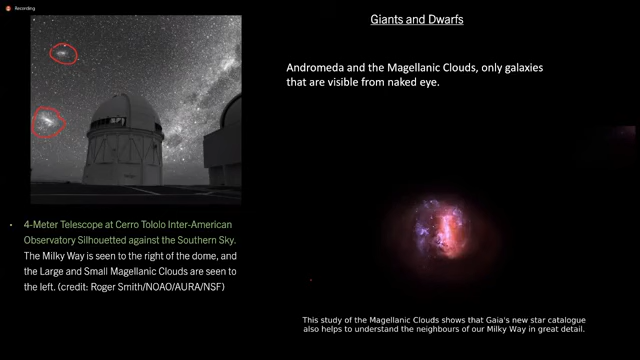 Recording
Giants and Dwarfs
Andromeda and the Magellanic Clouds, only galaxies
that are visible from naked eye.
• 4-Meter Telescope at Cerro Tololo Inter-American
Observatory Silhouetted against the Southern Sky.
The Milky Way is seen to the right of the dome, and
the Large and Small Magellanic Clouds are seen to
the left. (credit: Roger Smith/NOAO/AURA/NSF)
This study of the Magellanic Clouds shows that Gaia's new star catalogue
also helps to understand the neighbours of our Milky Way in great detail.